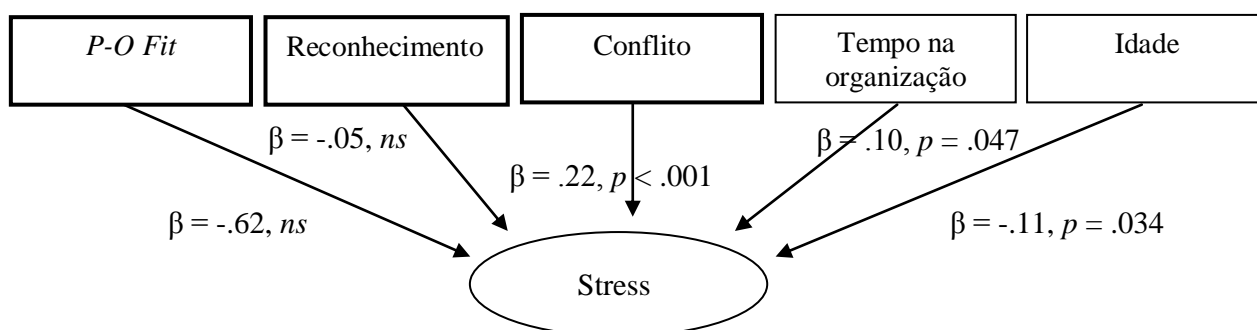 P-O Fit
Reconhecimento
Conflito
Tempo na
organização
Idade
β = -.05, ns
β = .10, p = .047
β = .22, p < .001
β = -.62, ns
β = -.11, p = .034
Stress